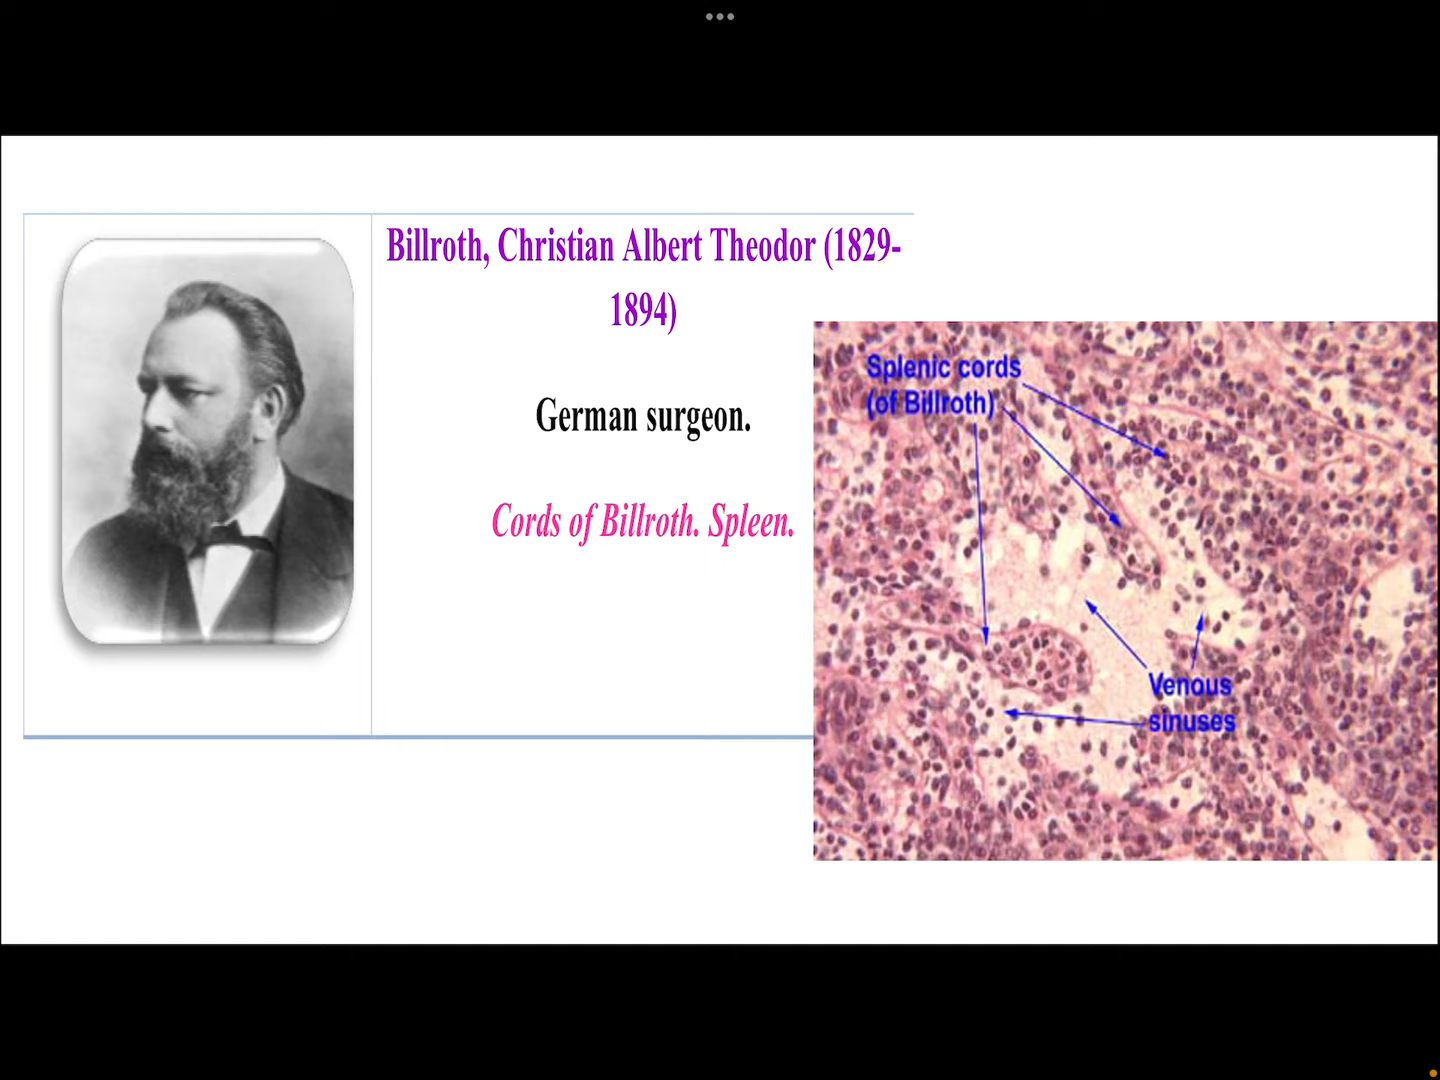 Billroth, Christian Albert Theodor (1829-
1894)
German surgeon.
Cords of Billroth. Spleen.
Splenic cords
(of Billroth)
Venous
sinuses